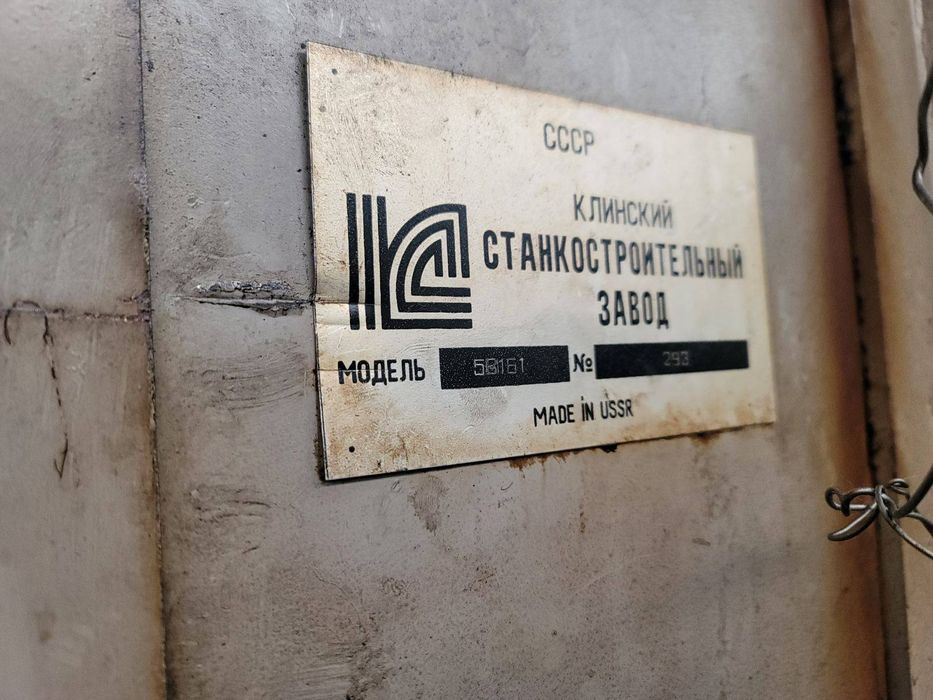 СССР
КЛИНСКИЙ
СТАНКОСТРОИТЕЛЬНЫЙ
ЗАВОД
МОДЕЛЬ 5В161 № 293
MADE IN USSR